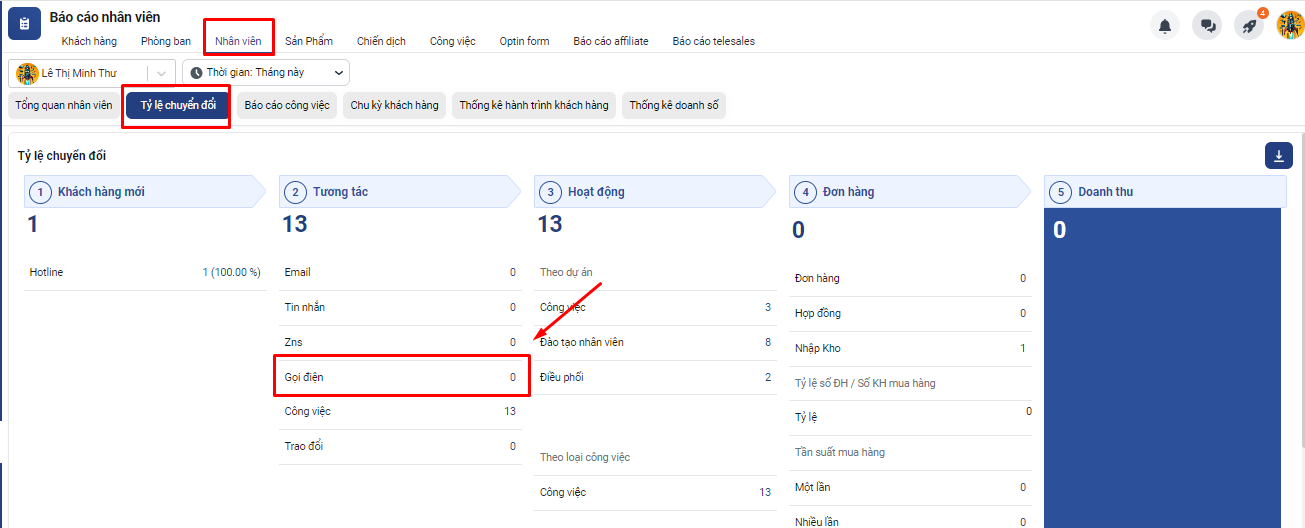 Báo cáo nhân viên
Khách hàng Phòng ban Nhân viên Sản Phẩm Chiến dịch Công việc Optin form Báo cáo affiliate Báo cáo telesales
4
Lê Thị Minh Thư Thời gian: Tháng này
Tổng quan nhân viên Tỷ lệ chuyển đổi Báo cáo công việc Chu kỳ khách hàng Thống kê hành trình khách hàng Thống kê doanh số
Tỷ lệ chuyển đổi
1 Khách hàng mới
1
Hotline 1 (100.00 %)
2 Tương tác
13
Email 0
Tin nhắn 0
Zns 0
Gọi điện 0
Công việc 13
Trao đổi 0
3 Hoạt động
13
Theo dự án
Công việc 3
Đào tạo nhân viên 8
Điều phối 2
Theo loại công việc
Công việc 13
4 Đơn hàng
0
Đơn hàng 0
Hợp đồng 0
Nhập Kho 1
Tỷ lệ số ĐH / Số KH mua hàng
Tỷ lệ 0
Tần suất mua hàng
Một lần 0
Nhiều lần 0
5 Doanh thu
0